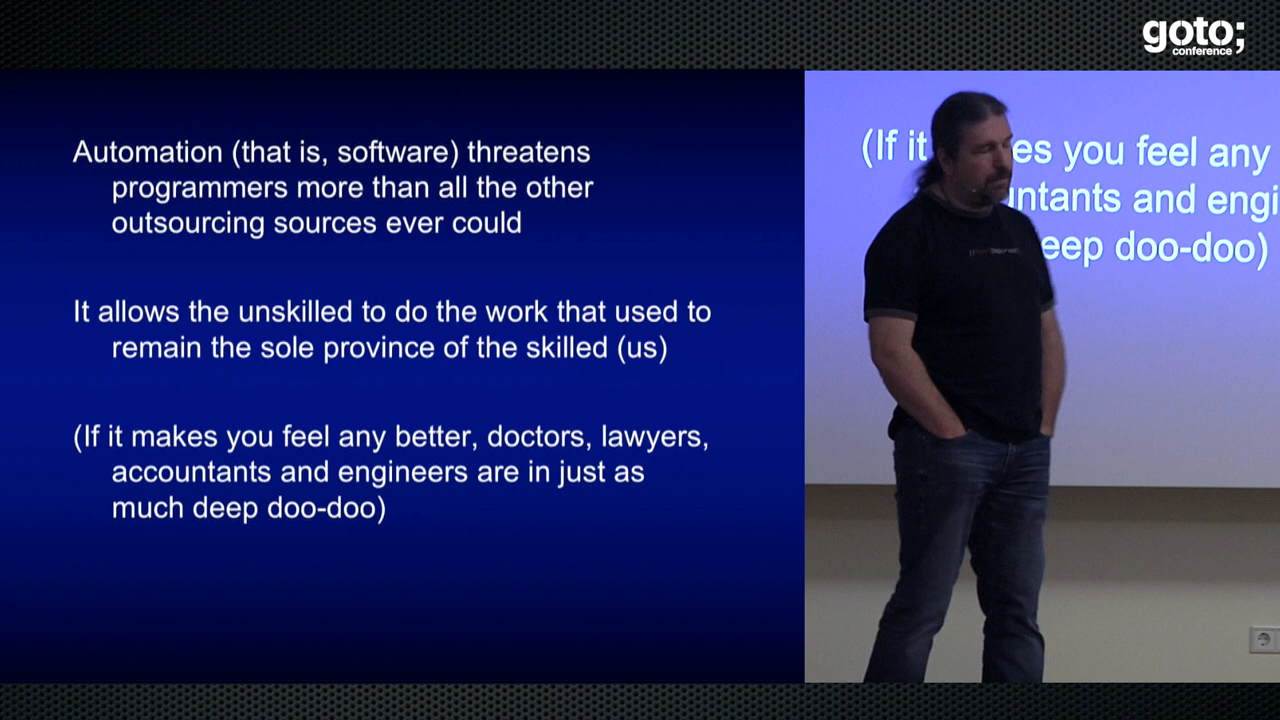 goto;
conference
Automation (that is, software) threatens
programmers more than all the other
outsourcing sources ever could
It allows the unskilled to do the work that used to
remain the sole province of the skilled (us)
(If it makes you feel any better, doctors, lawyers,
accountants and engineers are in just as
much deep doo-doo)
(If it es you feel any
untants and engi
eep doo-doo)